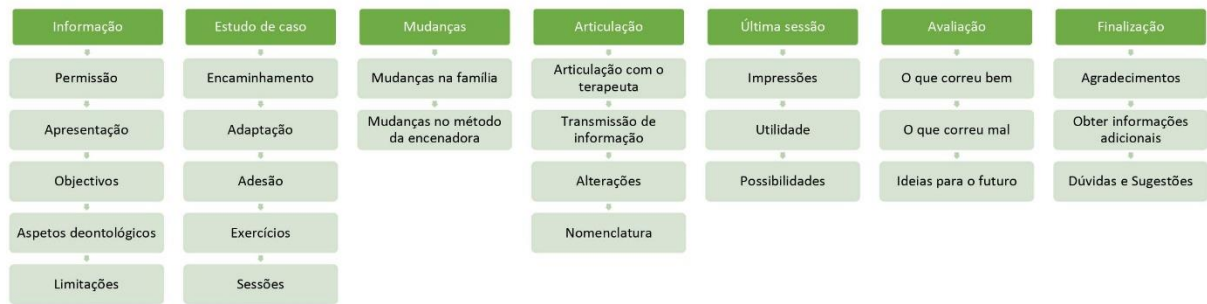 Informação
Permissão
Apresentação
Objectivos
Aspetos deontológicos
Limitações
Estudo de caso
Encaminhamento
Adaptação
Adesão
Exercícios
Sessões
Mudanças
Mudanças na família
Mudanças no método
da encenadora
Articulação
Articulação com o
terapeuta
Transmissão de
informação
Alterações
Nomenclatura
Última sessão
Impressões
Utilidade
Possibilidades
Avaliação
O que correu bem
O que correu mal
Ideias para o futuro
Finalização
Agradecimentos
Obter informações
adicionais
Dúvidas e Sugestões